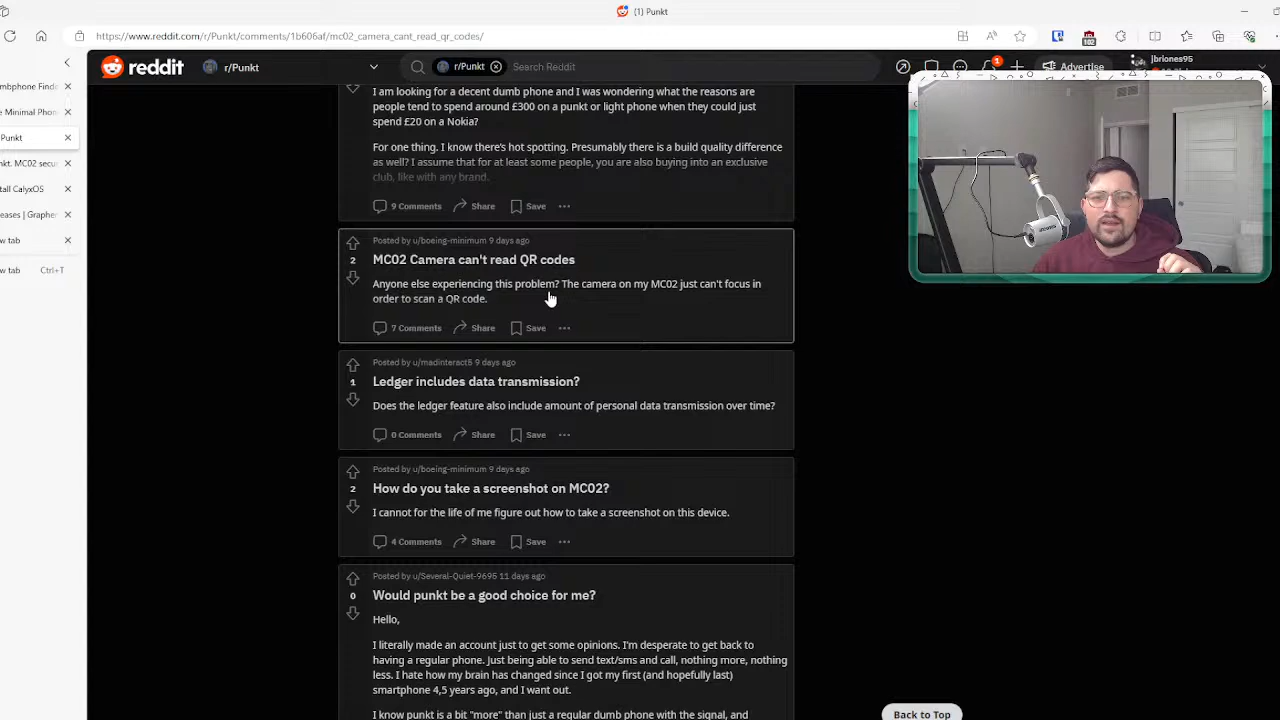 (1) Punkt
https://www.reddit.com/r/Punkt/comments/1b606af/mc02_camera_cant_read_qr_codes/
102
reddit
r/Punkt
r/Punkt
Search Reddit
1
Advertise
jbriones95
mbphone Find
e Minimal Phon
Punkt
nkt. MC02 secu
tall CalyxOS
eases | Graphe
ew tab
ew tab
Ctrl+T
I am looking for a decent dumb phone and I was wondering what the reasons are
people tend to spend around £300 on a punkt or light phone when they could just
spend £20 on a Nokia?
For one thing. I know there's hot spotting. Presumably there is a build quality difference
as well? I assume that for at least some people, you are also buying into an exclusive
club, like with any brand.
9 Comments Share Save
Posted by u/boeing-minimum 9 days ago
2
MC02 Camera can't read QR codes
Anyone else experiencing this problem? The camera on my MC02 just can't focus in
order to scan a QR code.
7 Comments Share Save
Posted by u/madinteract5 9 days ago
1
Ledger includes data transmission?
Does the ledger feature also include amount of personal data transmission over time?
0 Comments Share Save
Posted by u/boeing-minimum 9 days ago
2
How do you take a screenshot on MC02?
I cannot for the life of me figure out how to take a screenshot on this device.
4 Comments Share Save
Posted by u/Several-Quiet-9695 11 days ago
0
Would punkt be a good choice for me?
Hello,
I literally made an account just to get some opinions. I'm desperate to get back to
having a regular phone. Just being able to send text/sms and call, nothing more, nothing
less. I hate how my brain has changed since I got my first (and hopefully last)
smartphone 4,5 years ago, and I want out.
I know punkt is a bit "more" than just a regular dumb phone with the signal, and
Back to Top